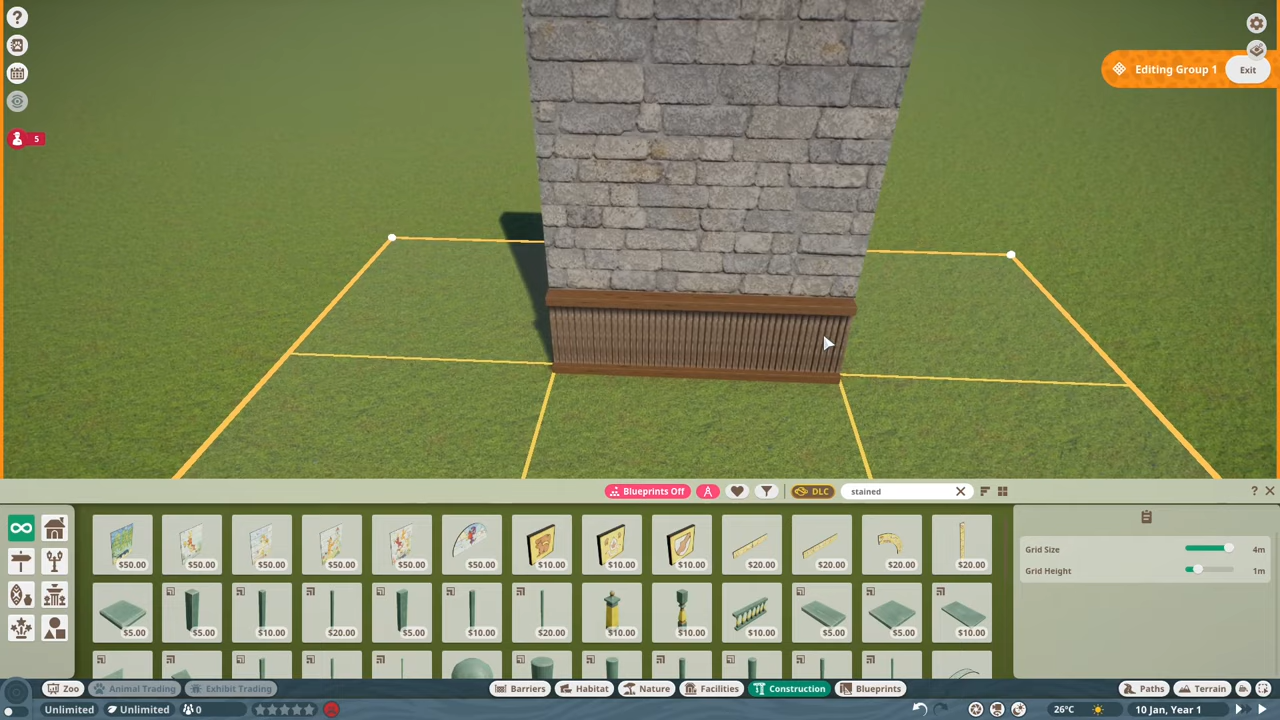 Editing Group 1
Exit
5
Blueprints Off
DLC
stained
?
$50.00
$50.00
$50.00
$50.00
$50.00
$50.00
$10.00
$10.00
$10.00
$20.00
$20.00
$20.00
$20.00
Grid Size
4m
Grid Height
1m
$5.00
$5.00
$10.00
$20.00
$5.00
$10.00
$20.00
$10.00
$10.00
$10.00
$5.00
$5.00
$10.00
Zoo
Animal Trading
Exhibit Trading
Barriers
Habitat
Nature
Facilities
Construction
Blueprints
Paths
Terrain
Unlimited
Unlimited
0
26°C
10 Jan, Year 1